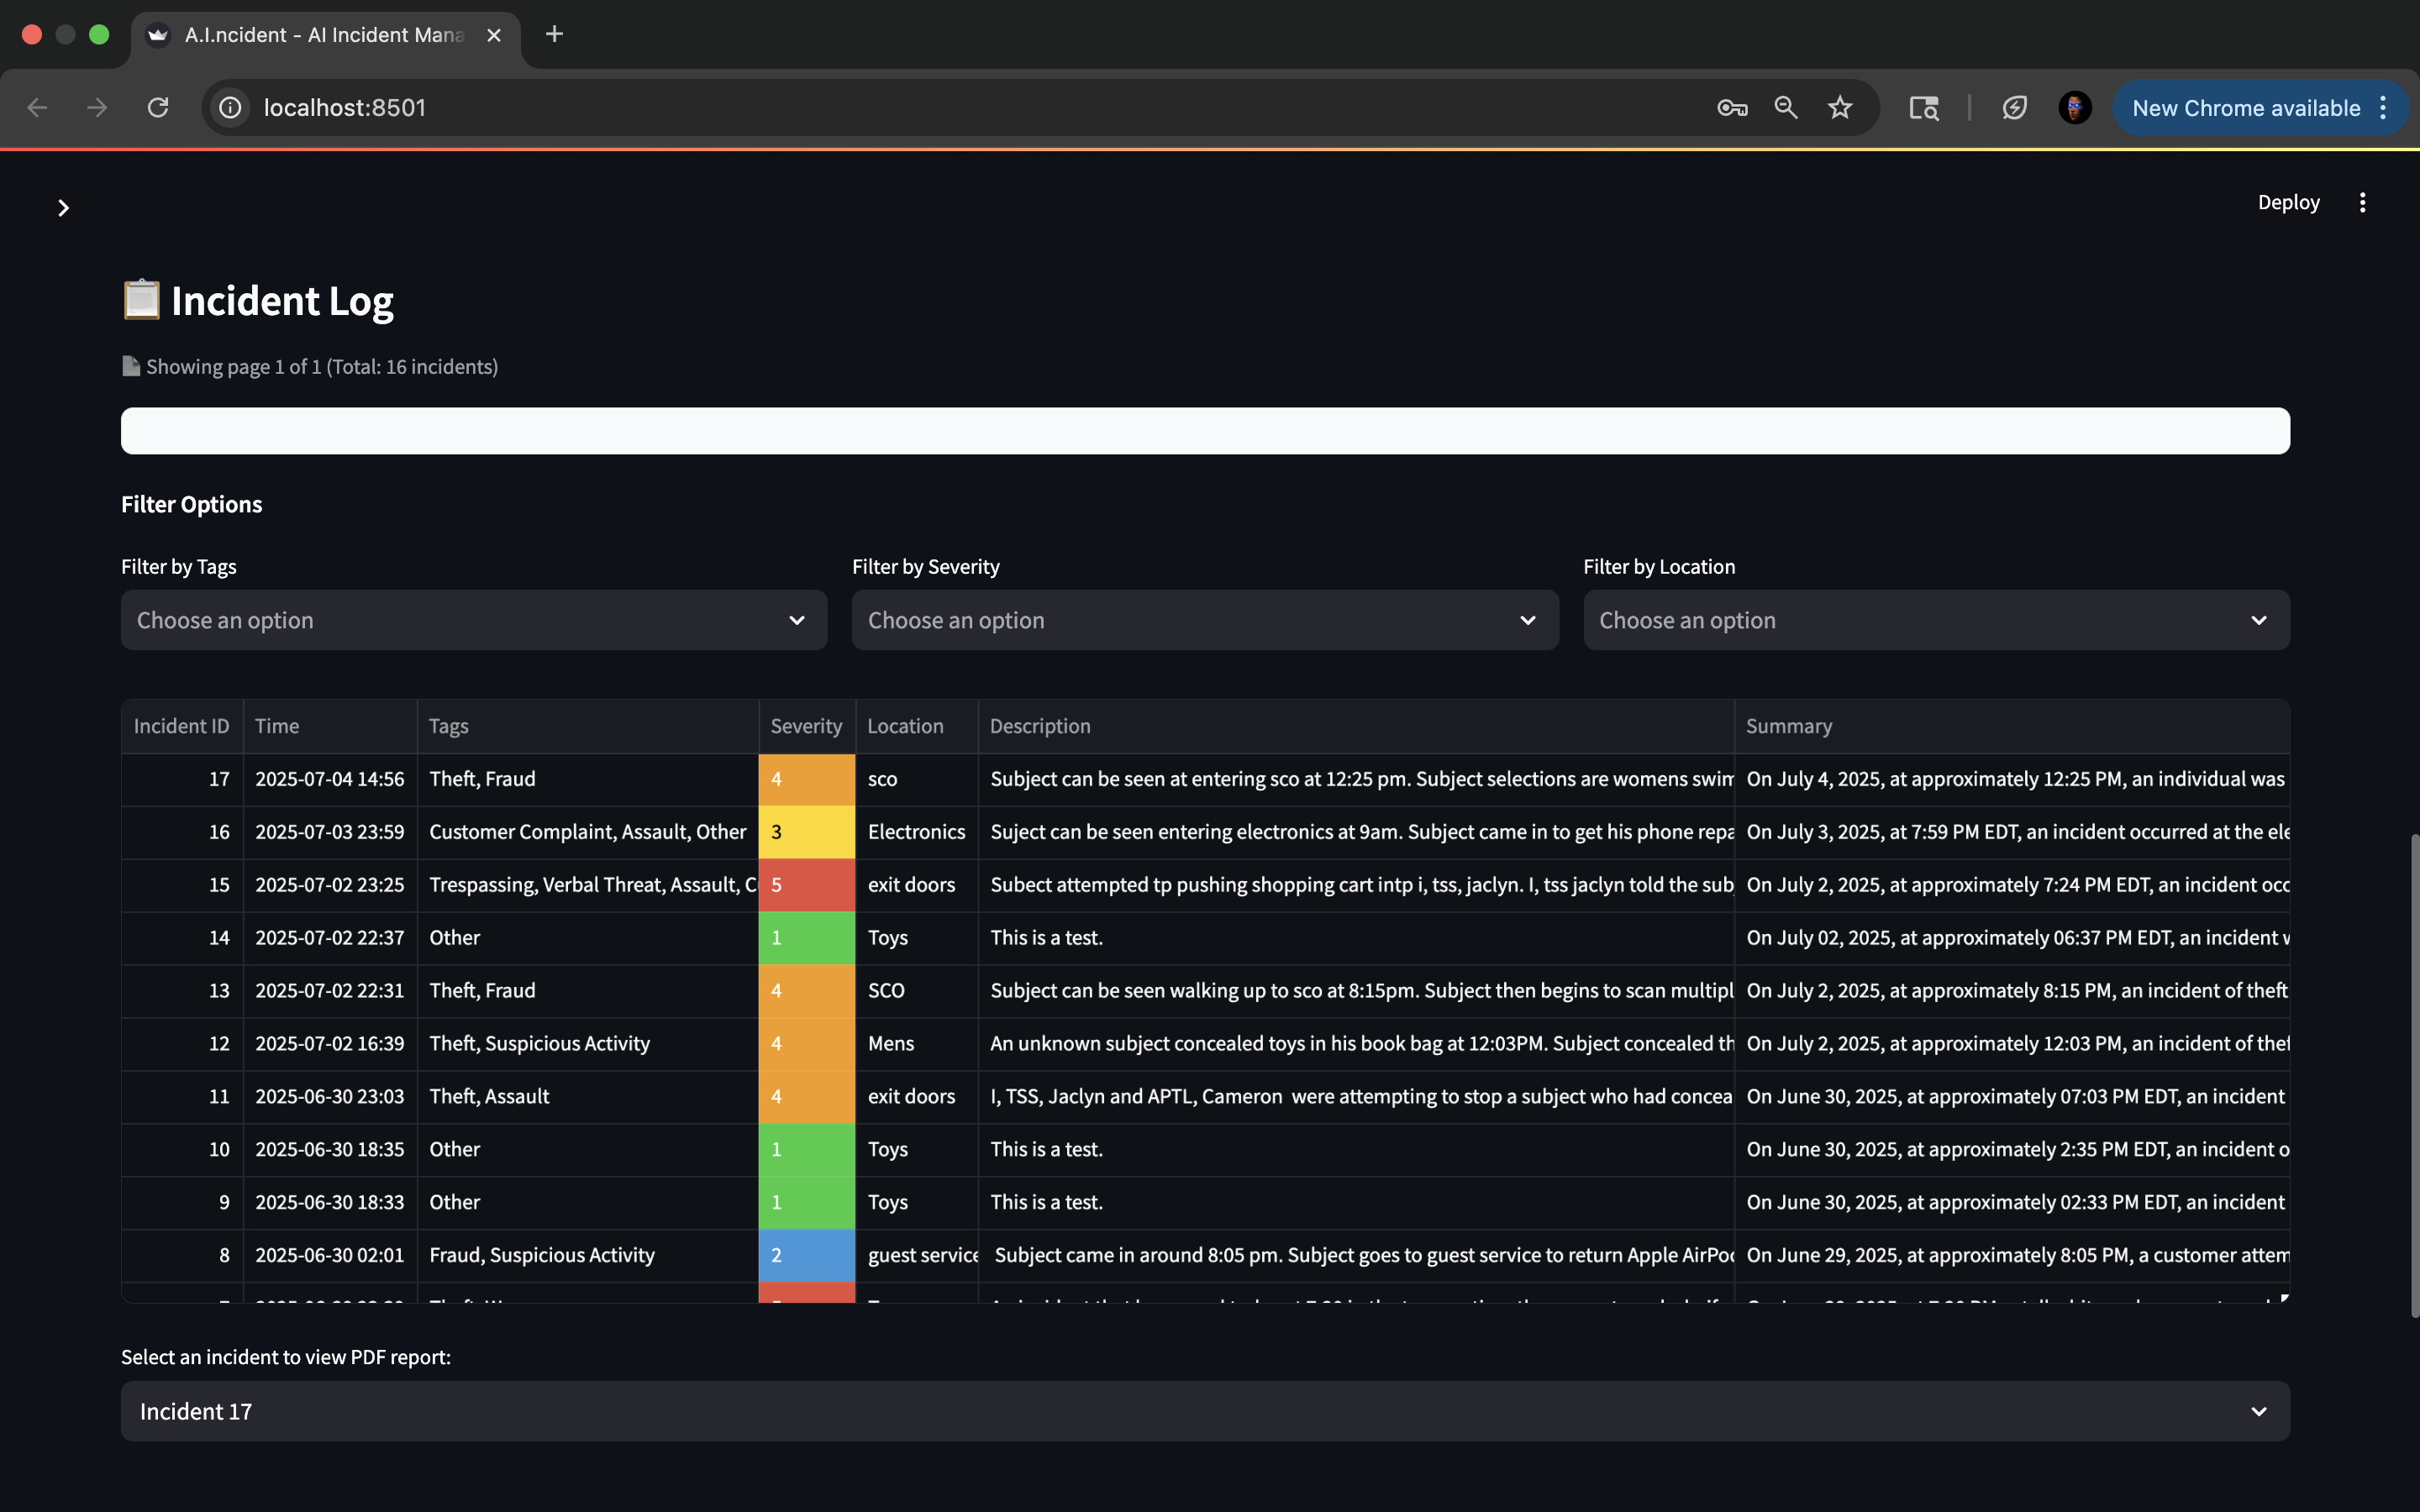 A.I.ncident - AI Incident Mana
localhost:8501
New Chrome available
Deploy
Incident Log
Showing page 1 of 1 (Total: 16 incidents)
Filter Options
Filter by Tags
Filter by Severity
Filter by Location
Choose an option
Choose an option
Choose an option
Incident ID Time Tags Severity Location Description Summary
17 2025-07-04 14:56 Theft, Fraud 4 sco Subject can be seen at entering sco at 12:25 pm. Subject selections are womens swim On July 4, 2025, at approximately 12:25 PM, an individual was
16 2025-07-03 23:59 Customer Complaint, Assault, Other 3 Electronics Suject can be seen entering electronics at 9am. Subject came in to get his phone repa On July 3, 2025, at 7:59 PM EDT, an incident occurred at the ele
15 2025-07-02 23:25 Trespassing, Verbal Threat, Assault, C 5 exit doors Subect attempted tp pushing shopping cart intp i, tss, jaclyn. I, tss jaclyn told the sub On July 2, 2025, at approximately 7:24 PM EDT, an incident occ
14 2025-07-02 22:37 Other 1 Toys This is a test. On July 02, 2025, at approximately 06:37 PM EDT, an incident w
13 2025-07-02 22:31 Theft, Fraud 4 SCO Subject can be seen walking up to sco at 8:15pm. Subject then begins to scan multipl On July 2, 2025, at approximately 8:15 PM, an incident of theft
12 2025-07-02 16:39 Theft, Suspicious Activity 4 Mens An unknown subject concealed toys in his book bag at 12:03PM. Subject concealed th On July 2, 2025, at approximately 12:03 PM, an incident of thef
11 2025-06-30 23:03 Theft, Assault 4 exit doors I, TSS, Jaclyn and APTL, Cameron were attempting to stop a subject who had concea On June 30, 2025, at approximately 07:03 PM EDT, an incident
10 2025-06-30 18:35 Other 1 Toys This is a test. On June 30, 2025, at approximately 2:35 PM EDT, an incident o
9 2025-06-30 18:33 Other 1 Toys This is a test. On June 30, 2025, at approximately 02:33 PM EDT, an incident
8 2025-06-30 02:01 Fraud, Suspicious Activity 2 guest service Subject came in around 8:05 pm. Subject goes to guest service to return Apple AirPod On June 29, 2025, at approximately 8:05 PM, a customer attem
Select an incident to view PDF report:
Incident 17